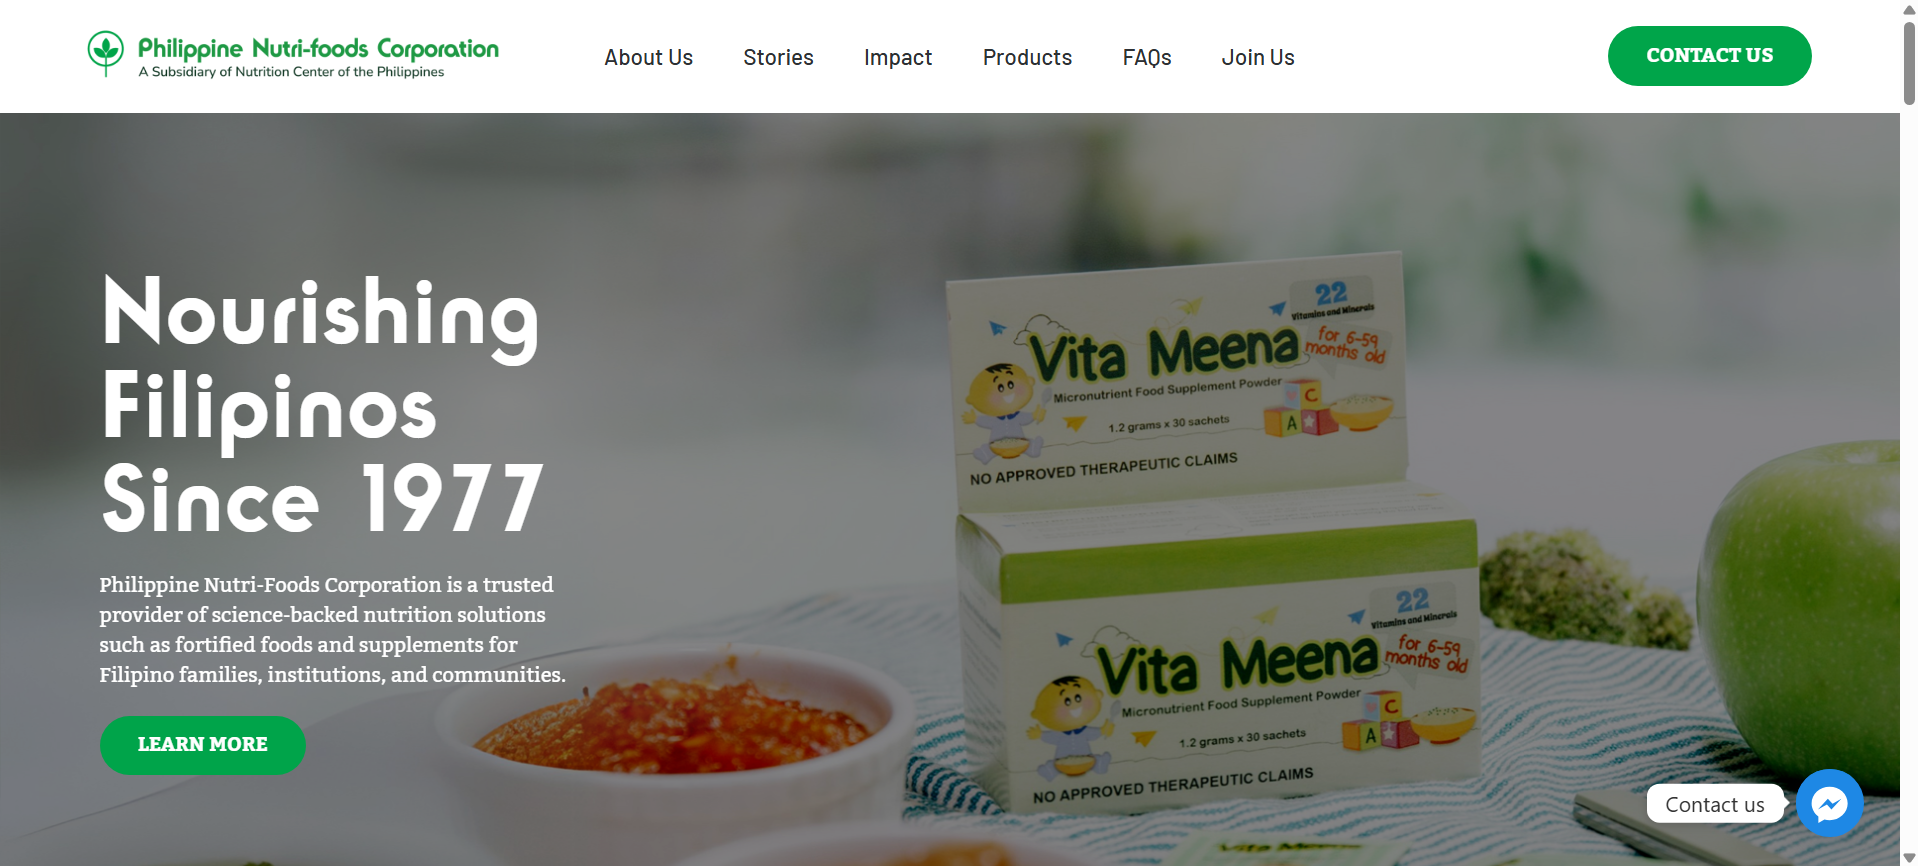 Philippine Nutri-foods Corporation
A Subsidiary of Nutrition Center of the Philippines
About Us
Stories
Impact
Products
FAQs
Join Us
CONTACT US
Nourishing
Filipinos
Since 1977
Philippine Nutri-Foods Corporation is a trusted
provider of science-backed nutrition solutions
such as fortified foods and supplements for
Filipino families, institutions, and communities.
LEARN MORE
22
Vitamins and Minerals
for 6-59
months old
Vita Meena
Micronutrient Food Supplement Powder
1.2 grams x 30 sachets
C
A
NO APPROVED THERAPEUTIC CLAIMS
22
Vitamins and Minerals
for 6-59
months old
Vita Meena
Micronutrient Food Supplement Powder
1.2 grams x 30 sachets
C
A
NO APPROVED THERAPEUTIC CLAIMS
Contact us
Vita Meena